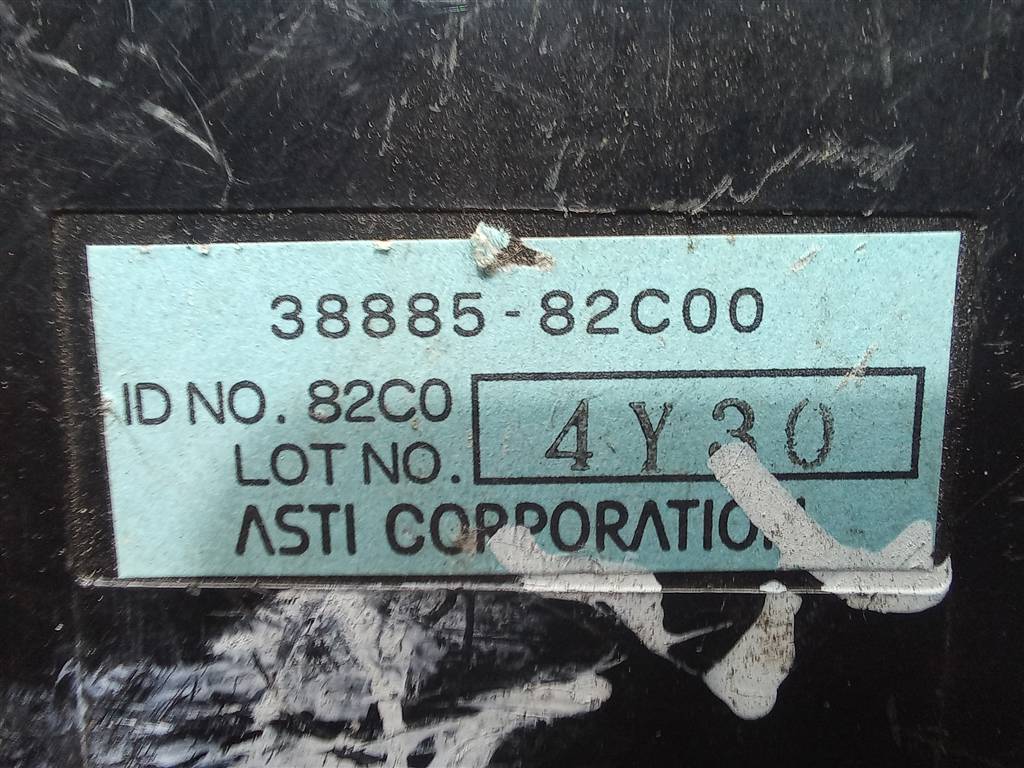 38885-82C00
ID NO. 82C0
LOT NO. 4Y30
ASTI CORPORATION